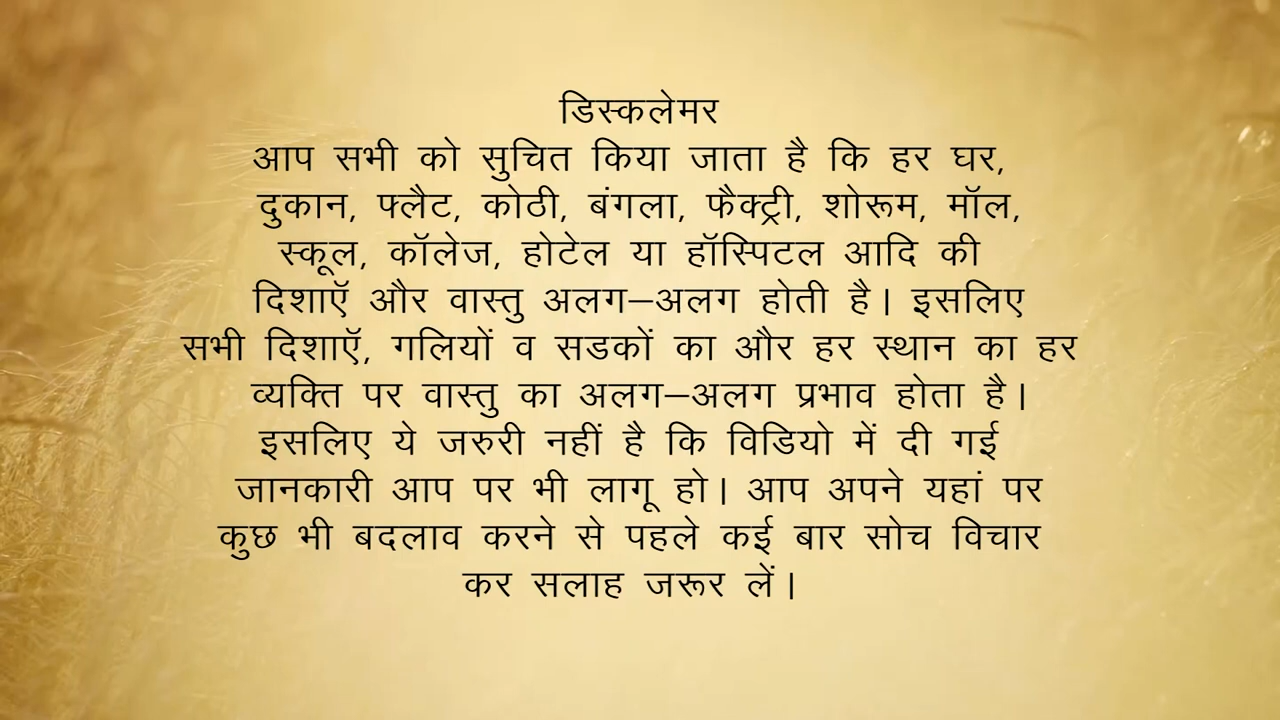 डिस्कलेमर
आप सभी को सुचित किया जाता है कि हर घर,
दुकान, फ्लैट, कोठी, बंगला, फैक्ट्री, शोरूम, मॉल,
स्कूल, कॉलेज, होटेल या हॉस्पिटल आदि की
दिशाऍ और वास्तु अलग–अलग होती है। इसलिए
सभी दिशाऍ, गलियों व सडकों का और हर स्थान का हर
व्यक्ति पर वास्तु का अलग–अलग प्रभाव होता है।
इसलिए ये जरुरी नहीं है कि विडियो में दी गई
जानकारी आप पर भी लागू हो। आप अपने यहां पर
कुछ भी बदलाव करने से पहले कई बार सोच विचार
कर सलाह जरूर लें।